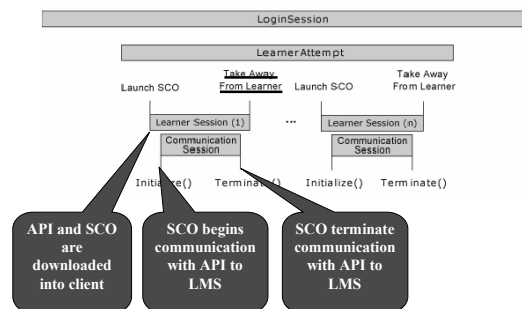 LoginSession
LearnerAttempt
Take Away
Take Away
Launch SCO
From Learner
Launch SCO
From Learner
Learner Session (1)
...
Learner Session (n)
Communication
Session
Communication
Session
Initialize()
Terminate()
Initialize()
Terminate()
API and SCO
are
downloaded
into client
SCO begins
communication
with API to
LMS
SCO terminate
communication
with API to
LMS